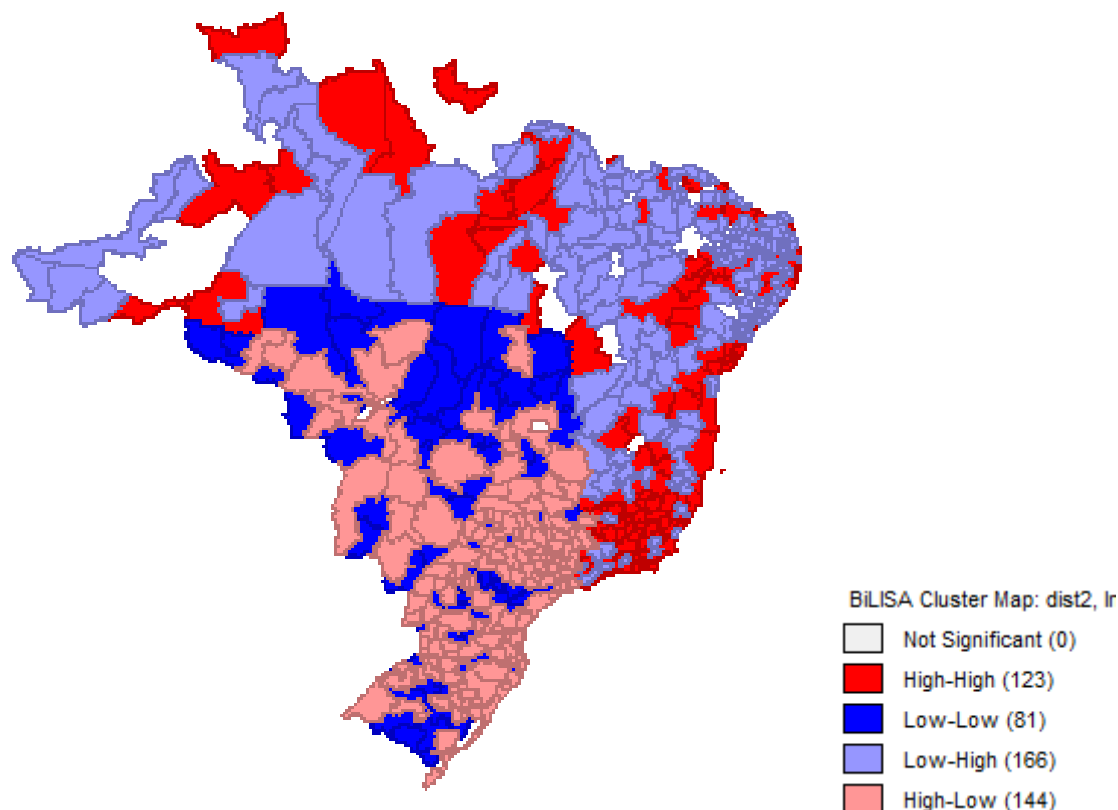 BiLISA Cluster Map: dist2,
Not Significant (0)
High-High (123)
Low-Low (81)
Low-High (166)
High-Low (144)